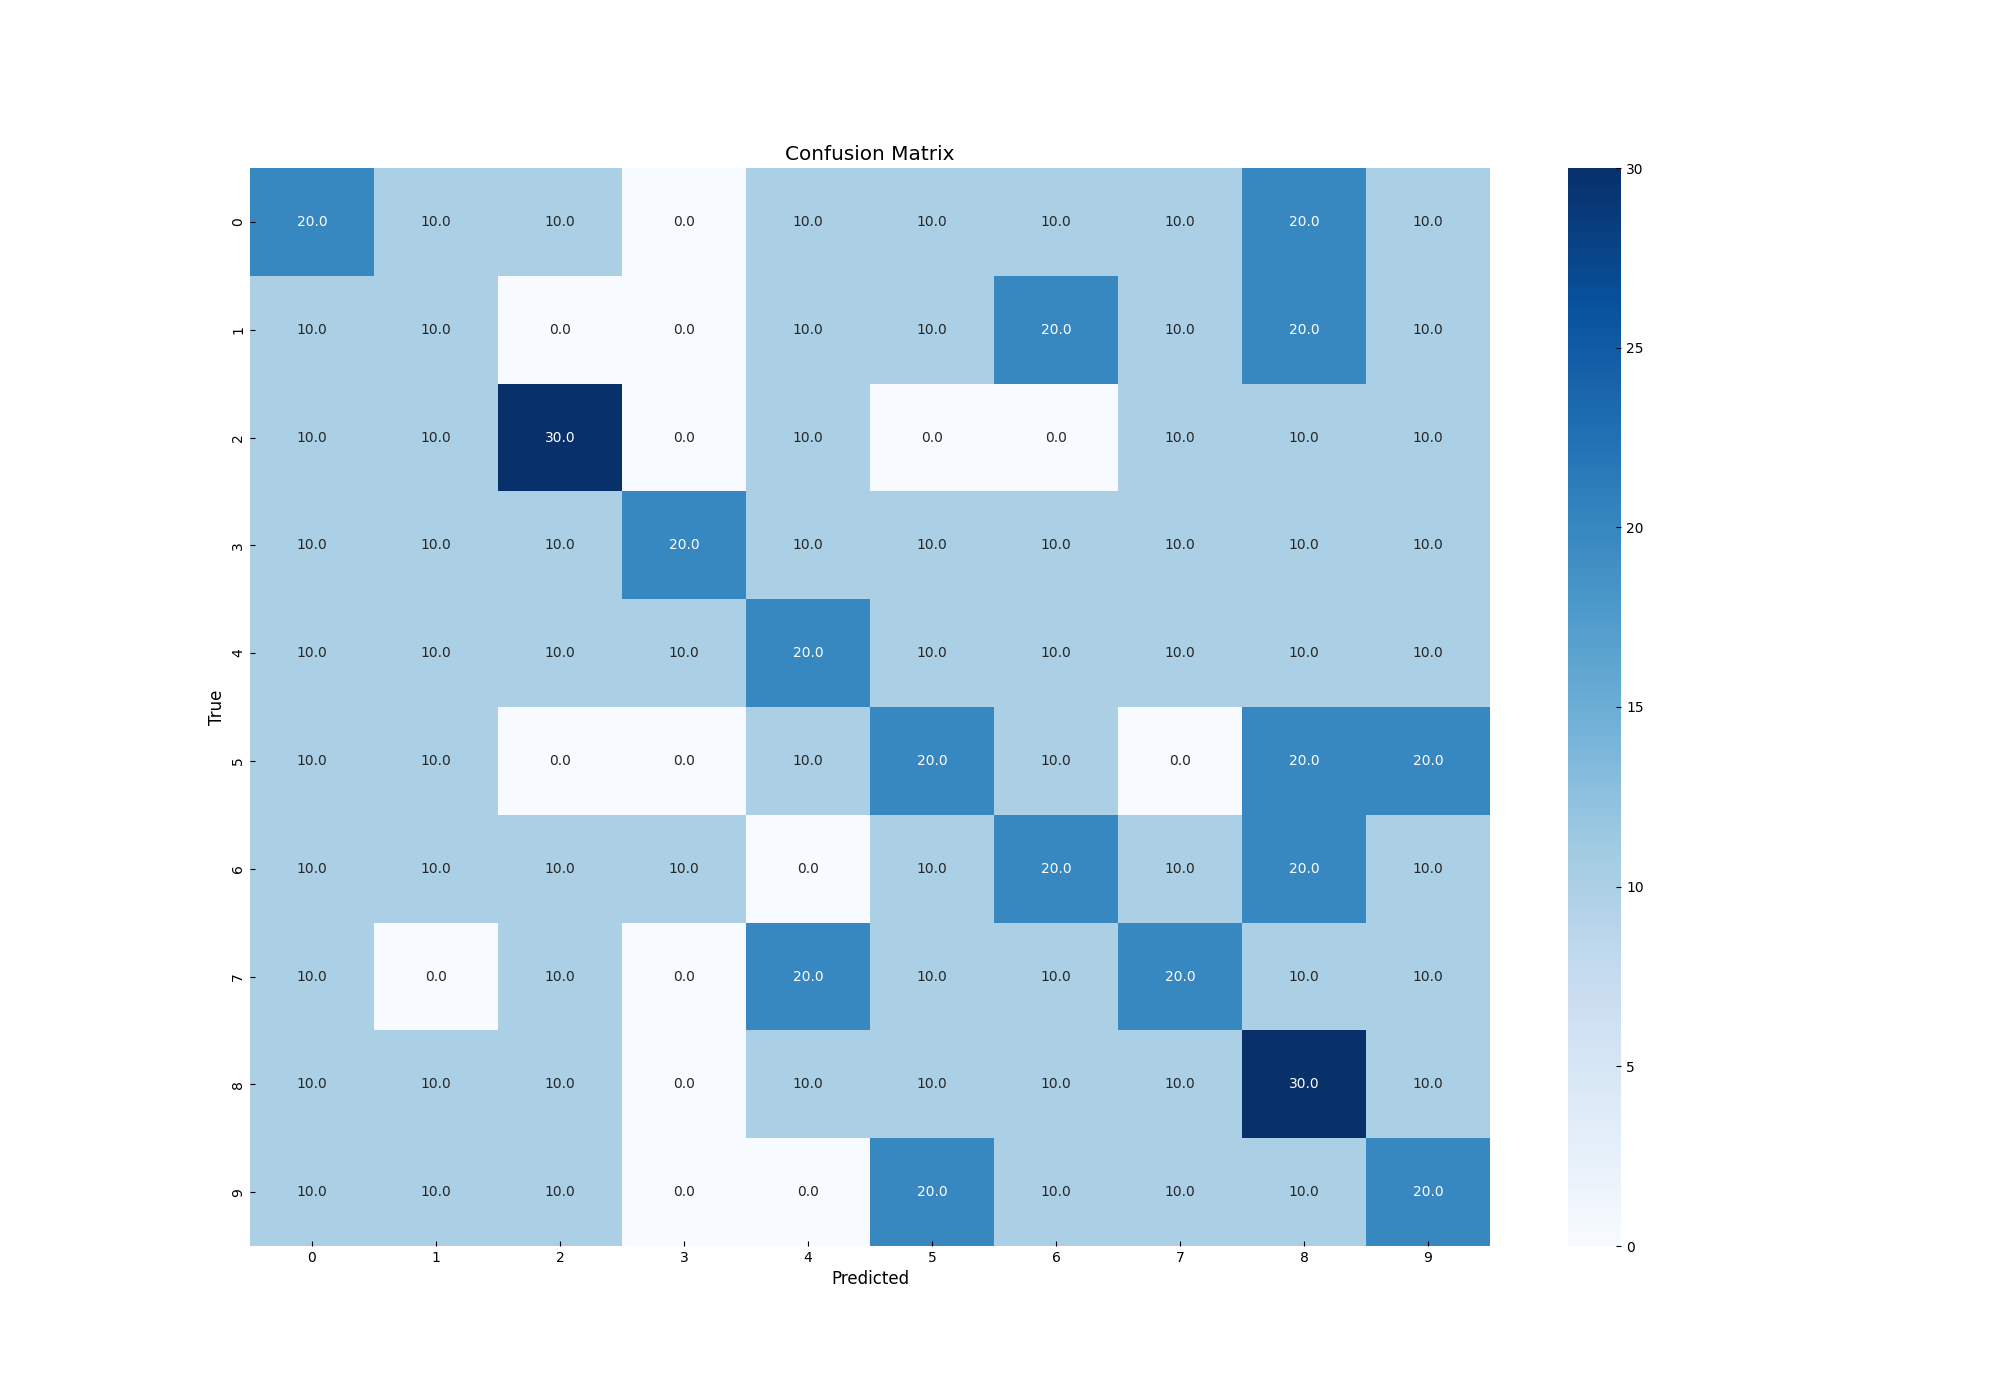 Confusion Matrix
0 20.0 10.0 10.0 0.0 10.0 10.0 10.0 10.0 20.0 10.0
1 10.0 10.0 0.0 0.0 10.0 10.0 20.0 10.0 20.0 10.0
2 10.0 10.0 30.0 0.0 10.0 0.0 0.0 10.0 10.0 10.0
3 10.0 10.0 10.0 20.0 10.0 10.0 10.0 10.0 10.0 10.0
4 10.0 10.0 10.0 10.0 20.0 10.0 10.0 10.0 10.0 10.0
5 10.0 10.0 0.0 0.0 10.0 20.0 10.0 0.0 20.0 20.0
6 10.0 10.0 10.0 10.0 0.0 10.0 20.0 10.0 20.0 10.0
7 10.0 0.0 10.0 0.0 20.0 10.0 10.0 20.0 10.0 10.0
8 10.0 10.0 10.0 0.0 10.0 10.0 10.0 10.0 30.0 10.0
9 10.0 10.0 10.0 0.0 0.0 20.0 10.0 10.0 10.0 20.0
0 1 2 3 4 5 6 7 8 9
Predicted
True
30
25
20
15
10
5
0